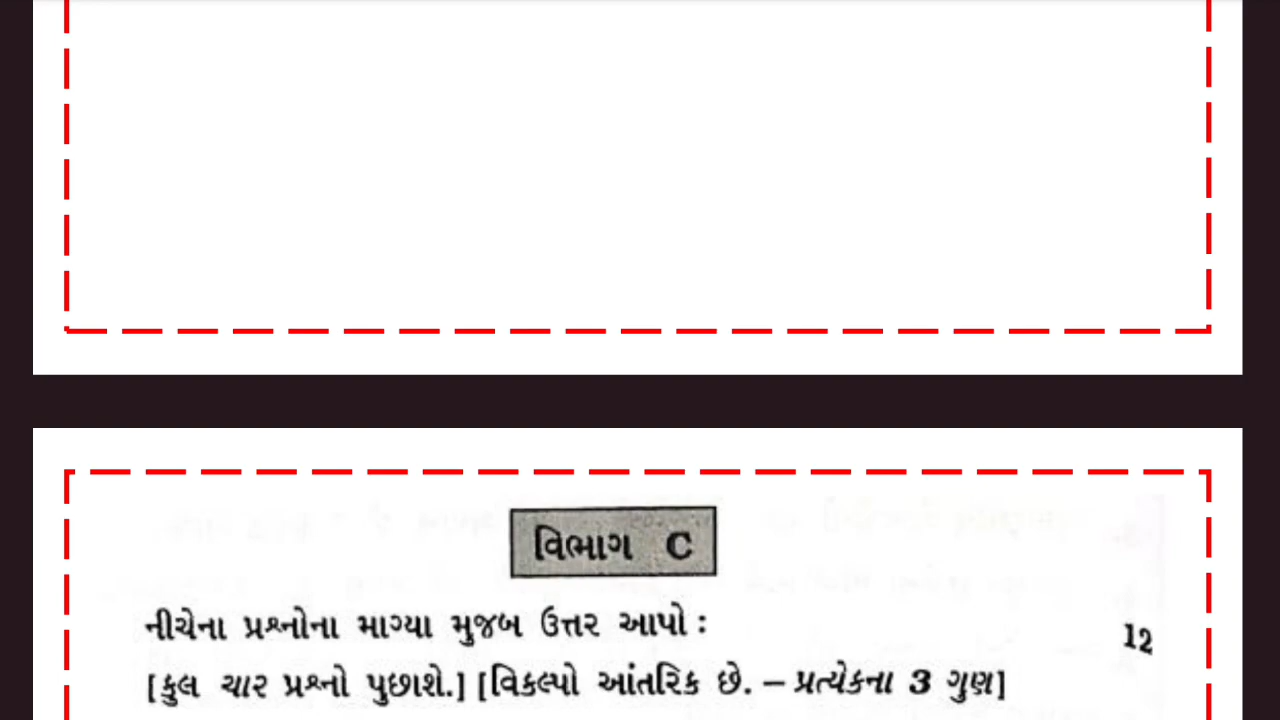 વિભાગ C
નીચેના પ્રશ્નોના માગ્યા મુજબ ઉત્તર આપો :
12
[કુલ ચાર પ્રશ્નો પુછાશે.] [વિકલ્પો આંતરિક છે. – પ્રત્યેકના 3 ગુણ]